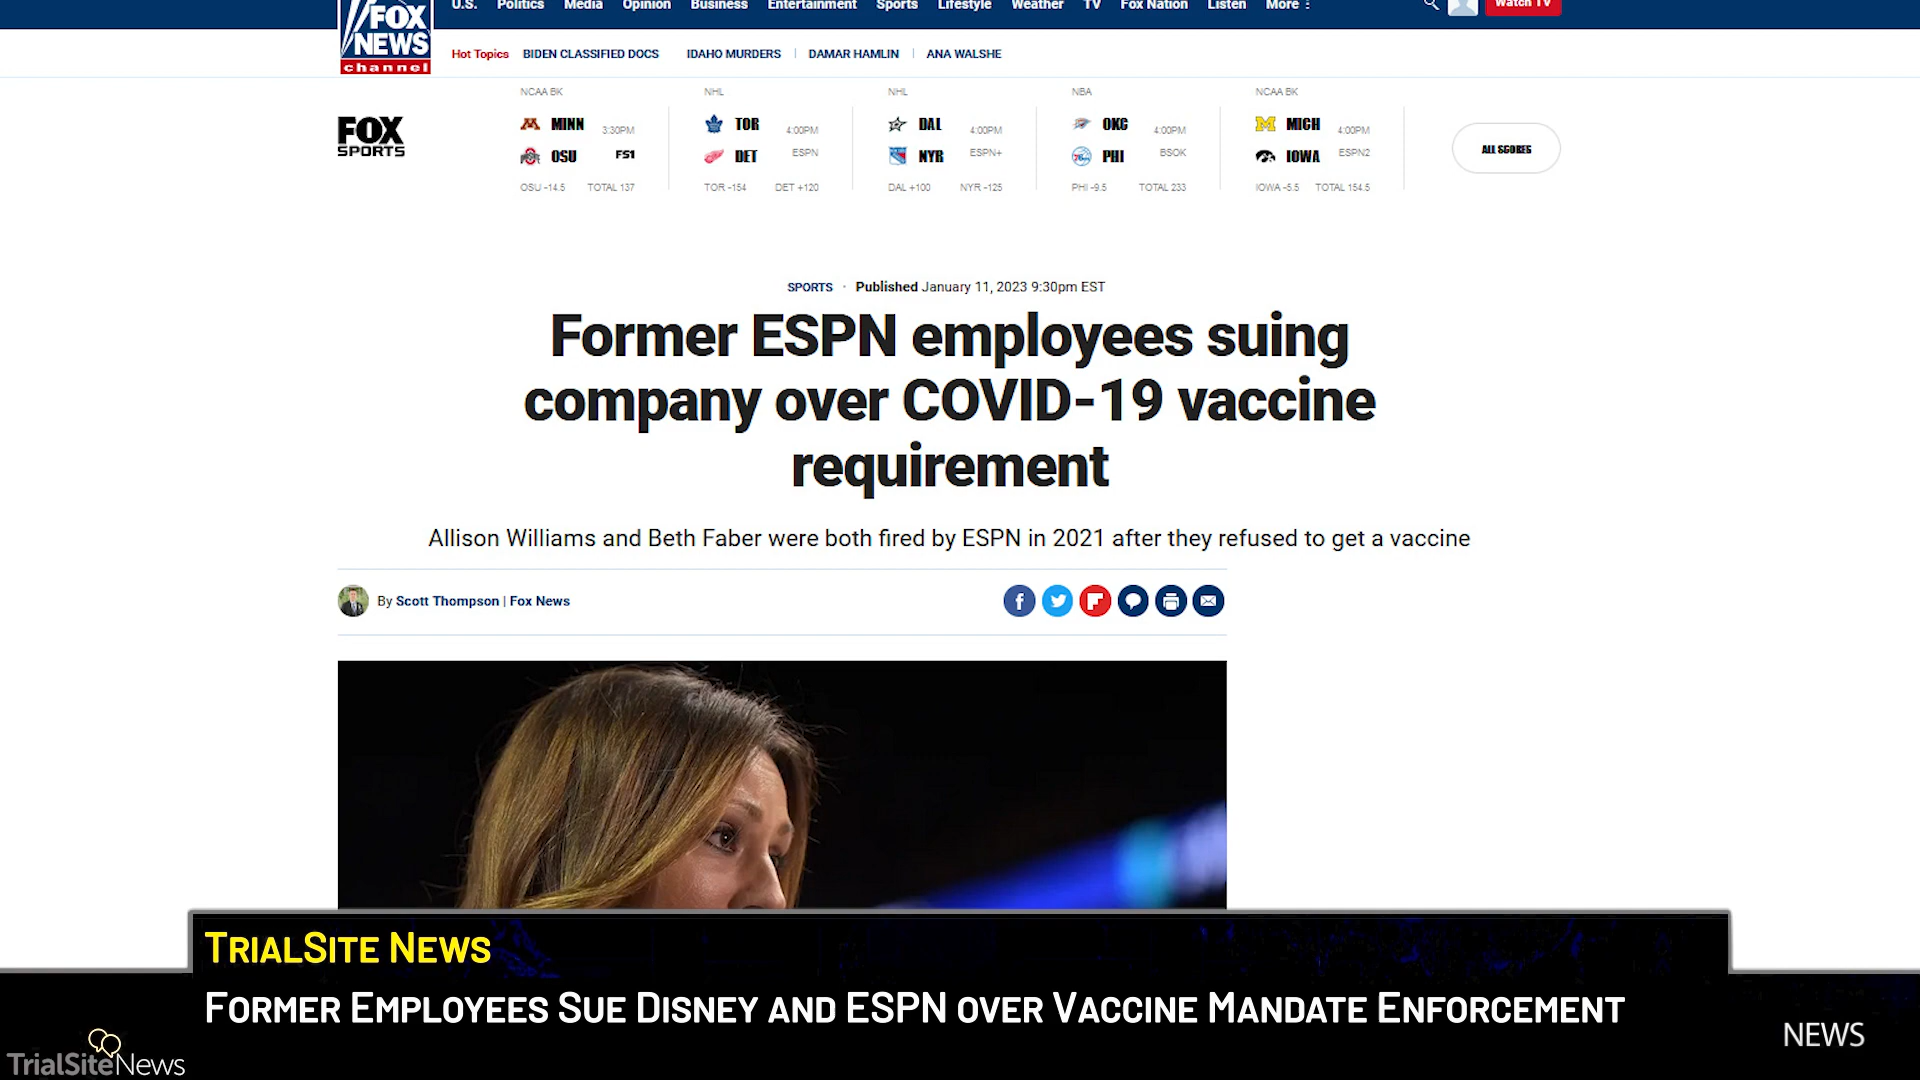 U.S. Politics Media Opinion Business Entertainment Sports Lifestyle Weather TV Fox Nation Listen More Watch TV
FOX
NEWS
channel
Hot Topics BIDEN CLASSIFIED DOCS IDAHO MURDERS DAMAR HAMLIN ANA WALSHE
NCAA BK NHL NHL NBA NCAA BK
FOX
SPORTS
MINN 3:30PM TOR 4:00PM DAL 4:00PM OKC 4:00PM MICH 4:00PM
OSU FS1 DET ESPN NYR ESPN+ PHI BSOK IOWA ESPN2
ALL SCORES
OSU -14.5 TOTAL 137 TOR -154 DET +120 DAL +100 NYR -125 PHI -9.5 TOTAL 233 IOWA -5.5 TOTAL 154.5
SPORTS · Published January 11, 2023 9:30pm EST
Former ESPN employees suing
company over COVID-19 vaccine
requirement
Allison Williams and Beth Faber were both fired by ESPN in 2021 after they refused to get a vaccine
By Scott Thompson | Fox News
TRIALSITE NEWS
FORMER EMPLOYEES SUE DISNEY AND ESPN OVER VACCINE MANDATE ENFORCEMENT
NEWS
TrialSiteNews